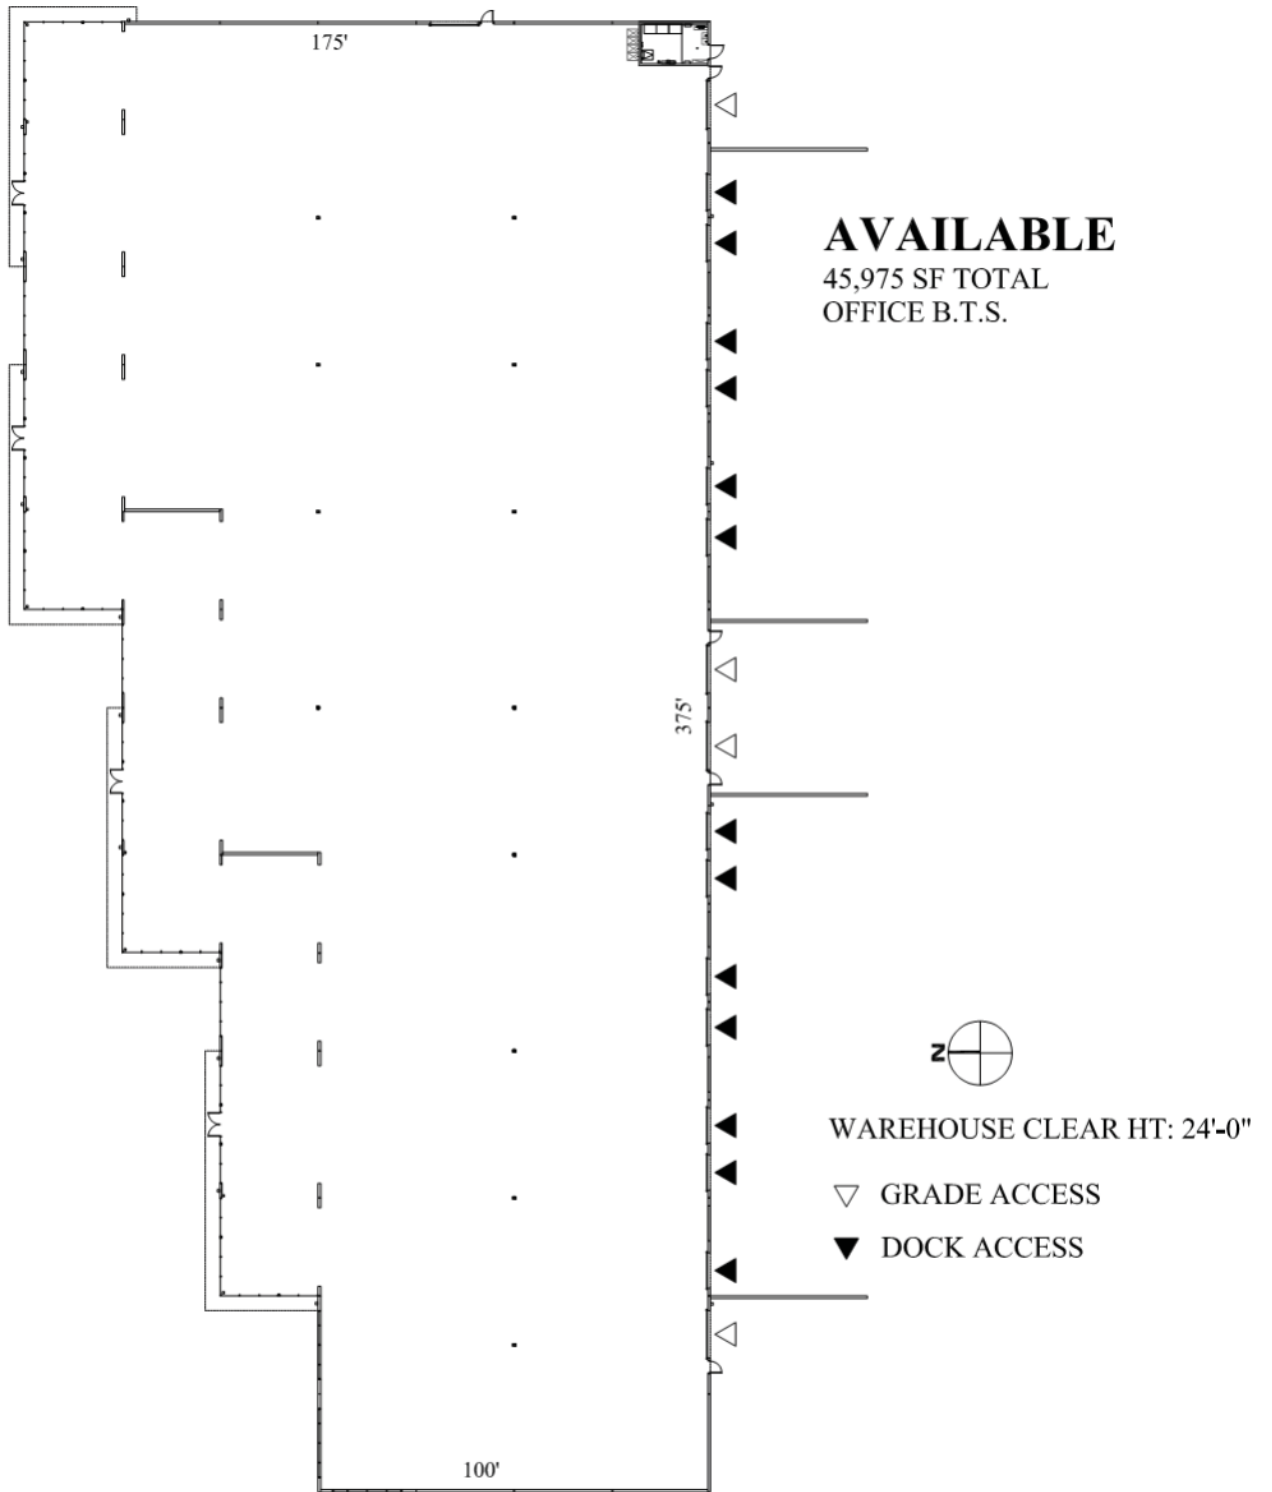 175'
AVAILABLE
45,975 SF TOTAL
OFFICE B.T.S.
375'
N
WAREHOUSE CLEAR HT: 24'-0"
GRADE ACCESS
DOCK ACCESS
100'